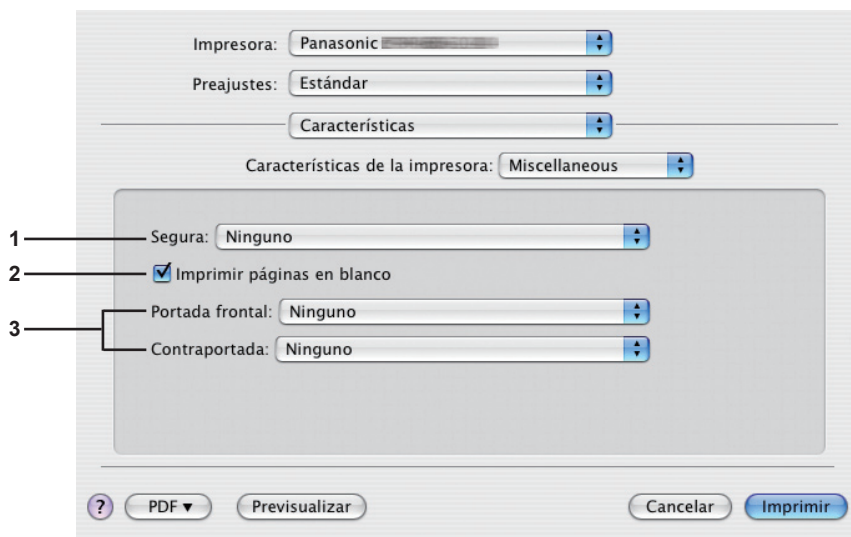 Impresora: Panasonic
Preajustes: Estándar
Características
Características de la impresora: Miscellaneous
1 Segura: Ninguno
2 Imprimir páginas en blanco
3 Portada frontal: Ninguno
Contraportada: Ninguno
? PDF ▼ Previsualizar Cancelar Imprimir